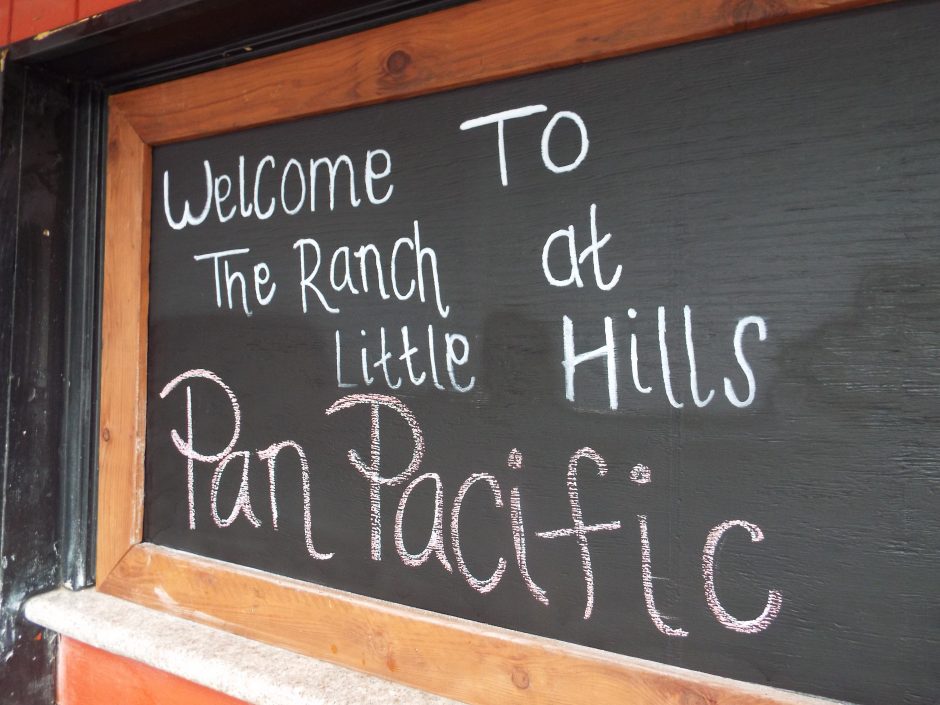 Welcome To
The Ranch at
Little Hills
Pan Pacific